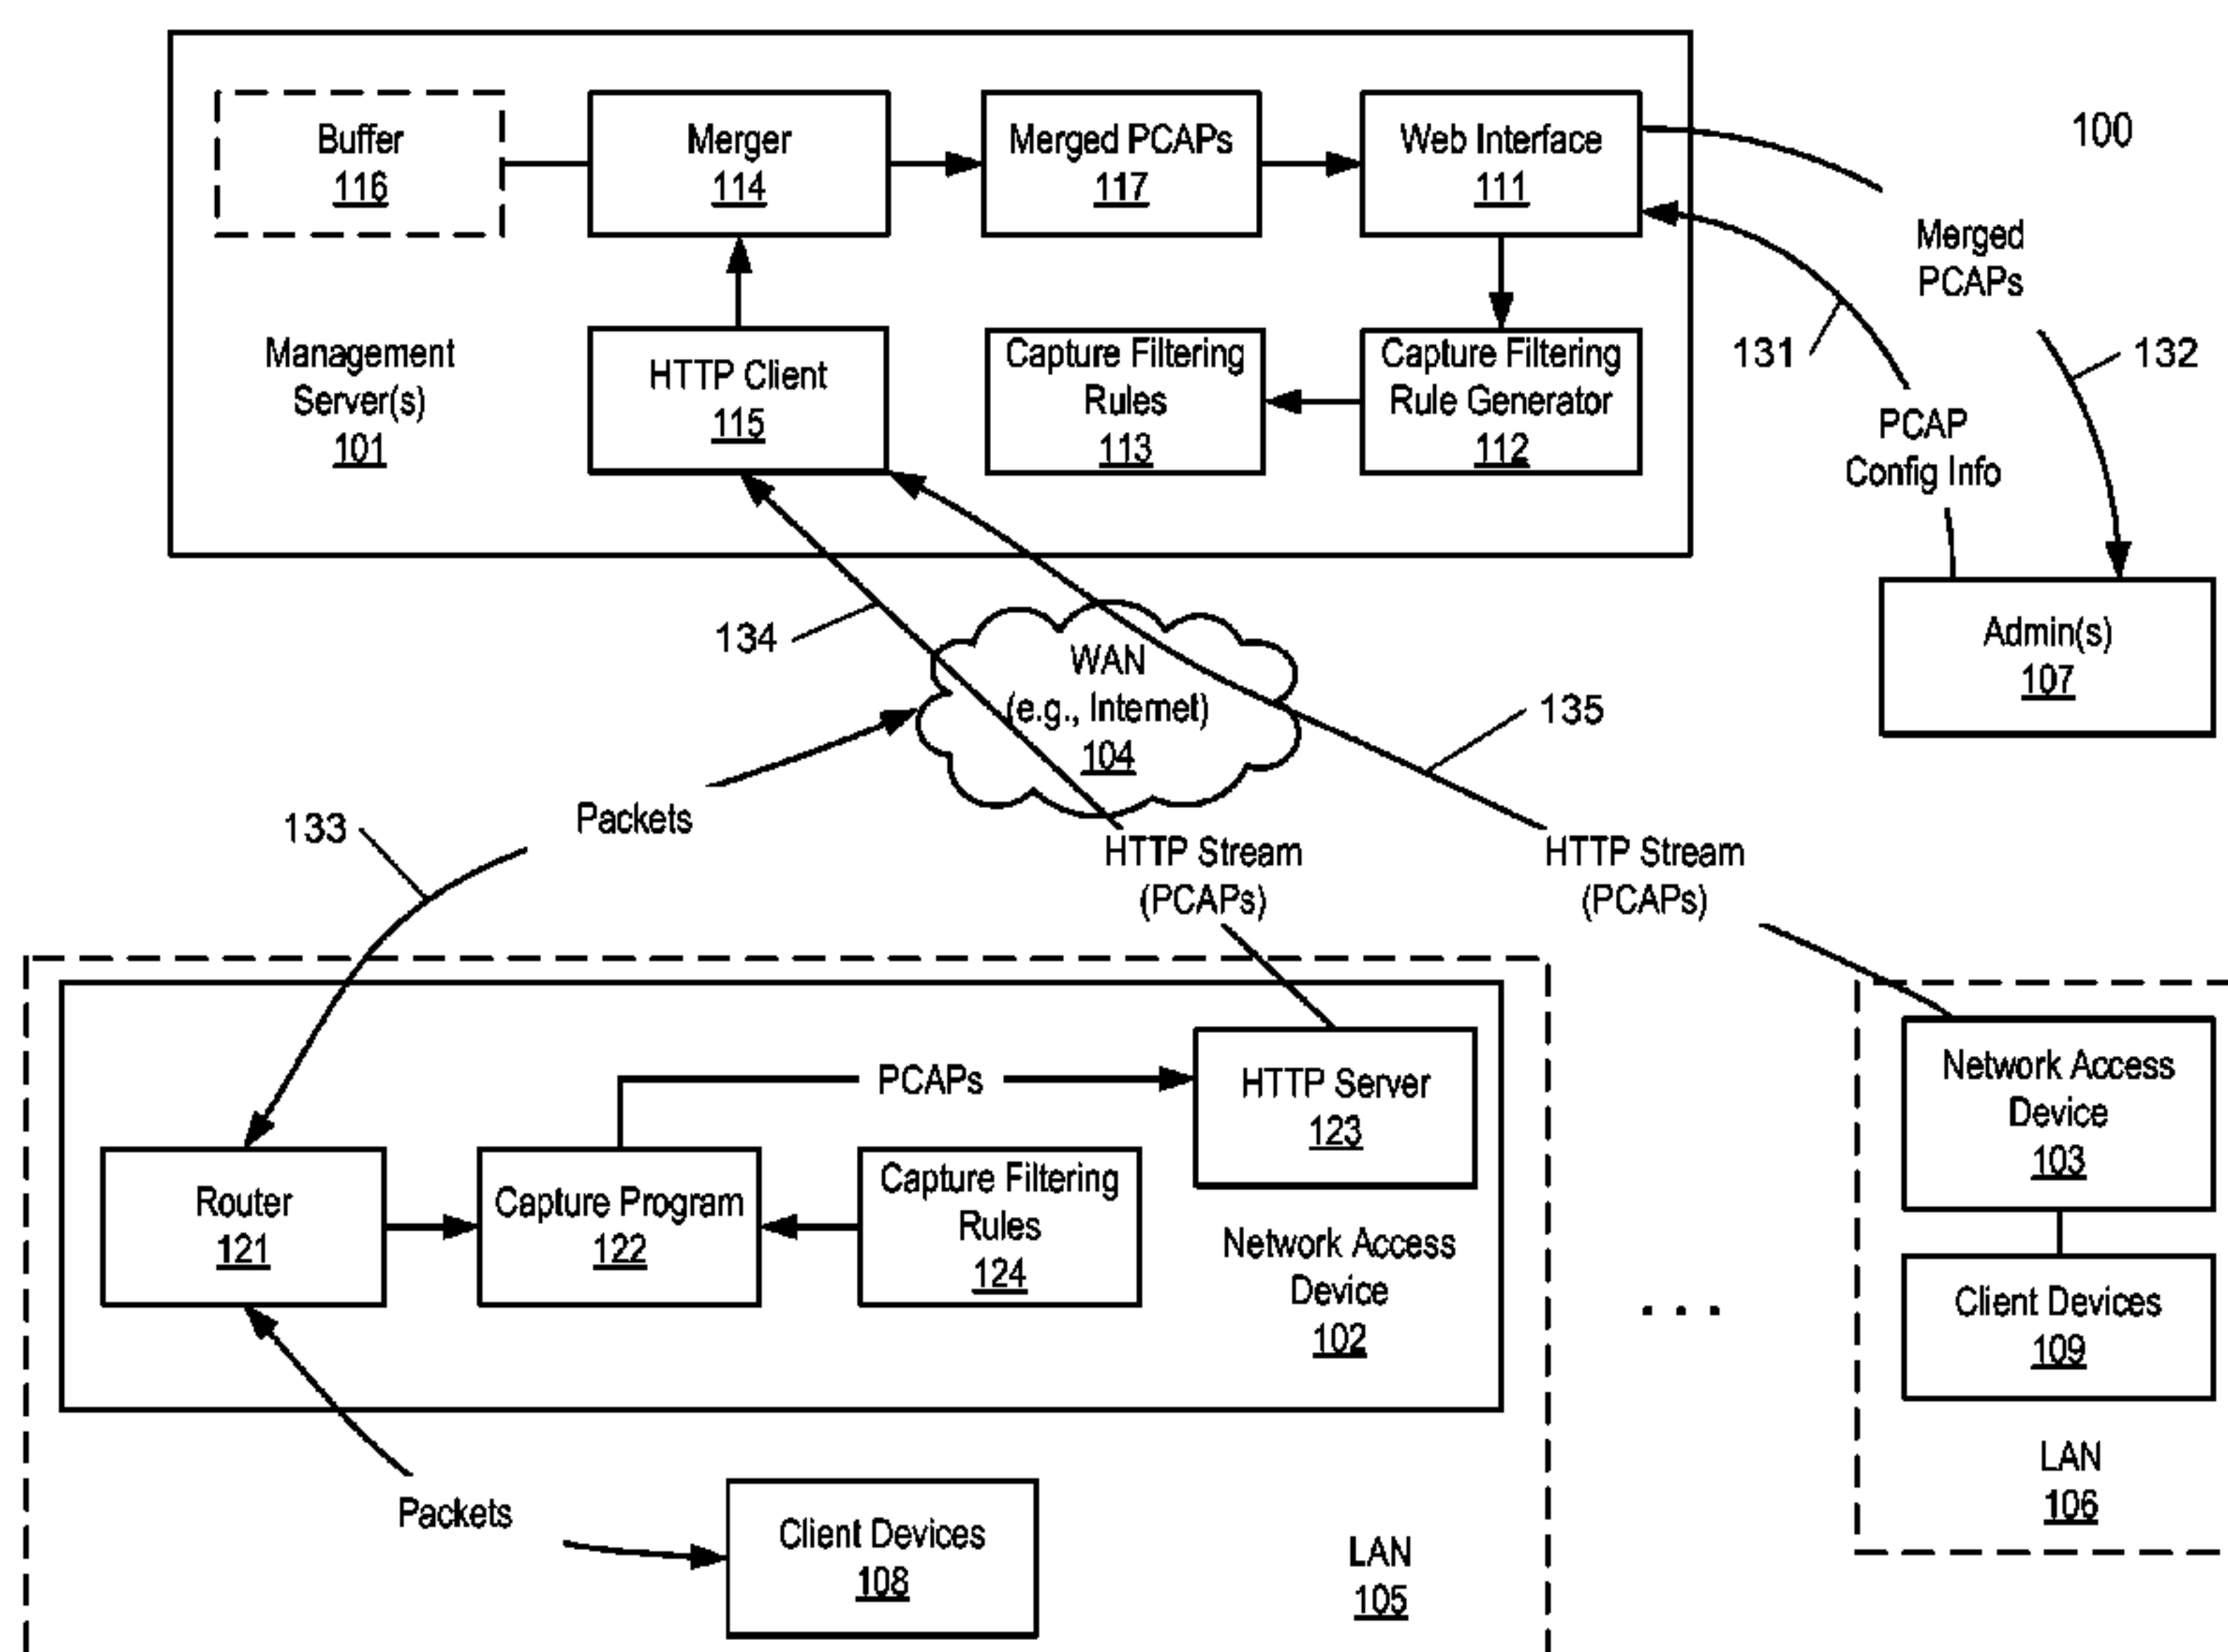 Buffer
116
Merger
114
Merged PCAPs
117
Web Interface
111
100
Merged
PCAPs
Management
Server(s)
101
HTTP Client
115
Capture Filtering
Rules
113
Capture Filtering
Rule Generator
112
131
132
PCAP
Config Info
134
WAN
(e.g., Internet)
104
Admin(s)
107
135
133
Packets
HTTP Stream
(PCAPs)
HTTP Stream
(PCAPs)
PCAPs
HTTP Server
123
Network Access
Device
103
Router
121
Capture Program
122
Capture Filtering
Rules
124
Network Access
Device
102
. . .
Client Devices
109
LAN
106
Packets
Client Devices
108
LAN
105